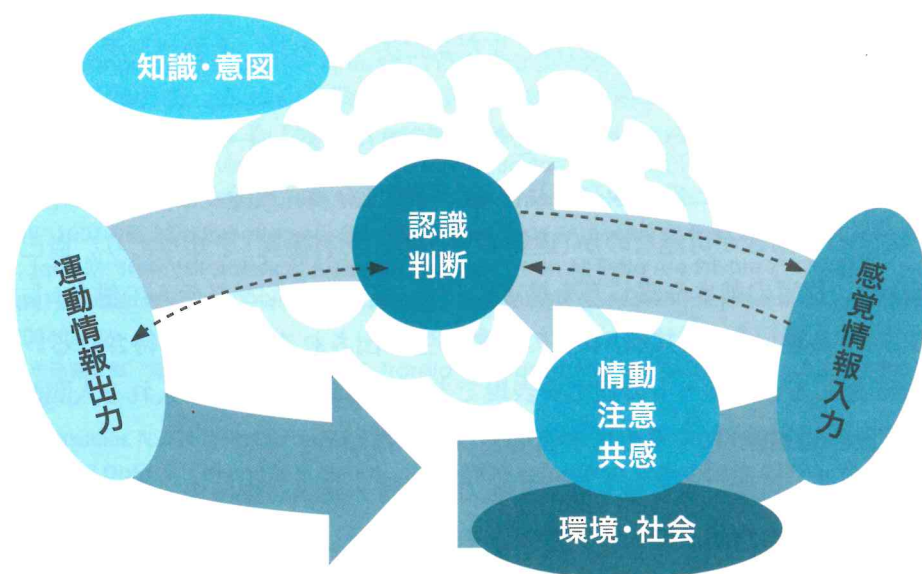 知識・意図
認識
判断
運動情報出力
感覚情報入力
情動
注意
共感
環境・社会